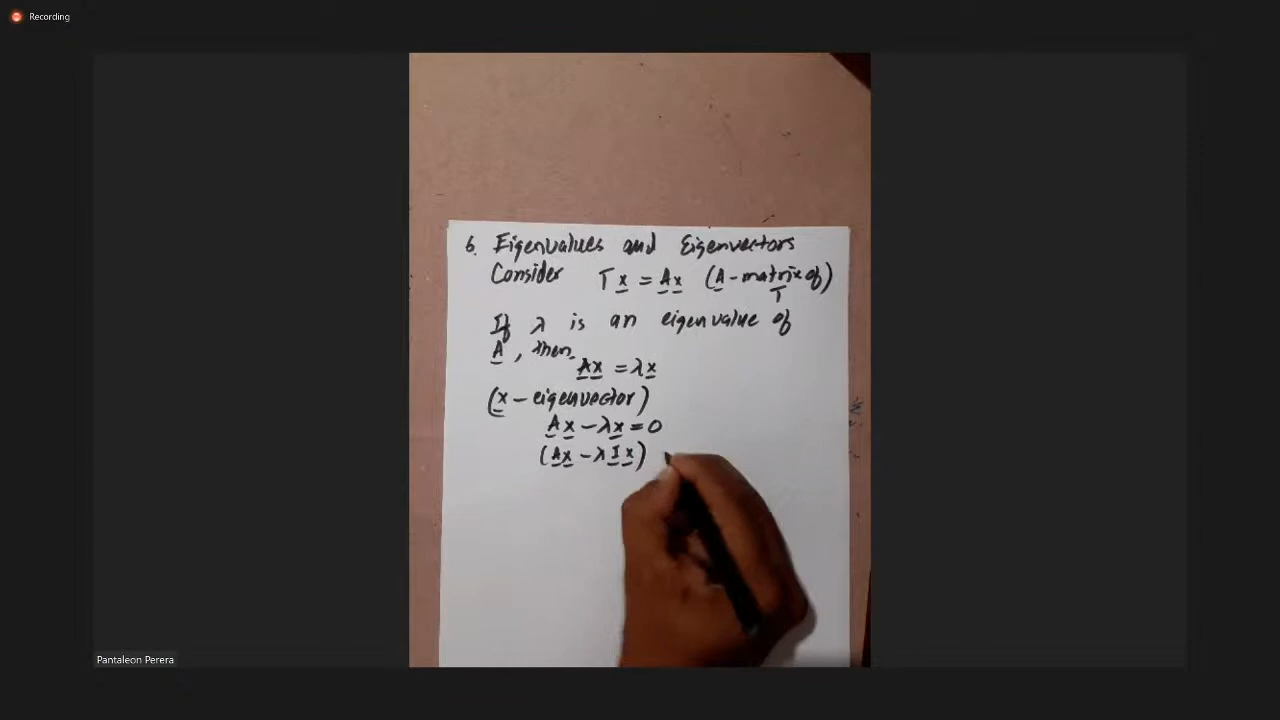 Recording
6. Eigenvalues and Eigenvectors
Consider Tx = Ax (A - matrix of T)
If λ is an eigenvalue of
A, then
Ax = λx
(x - eigenvector)
Ax - λx = 0
(Ax - λIx)
Pantaleon Perera